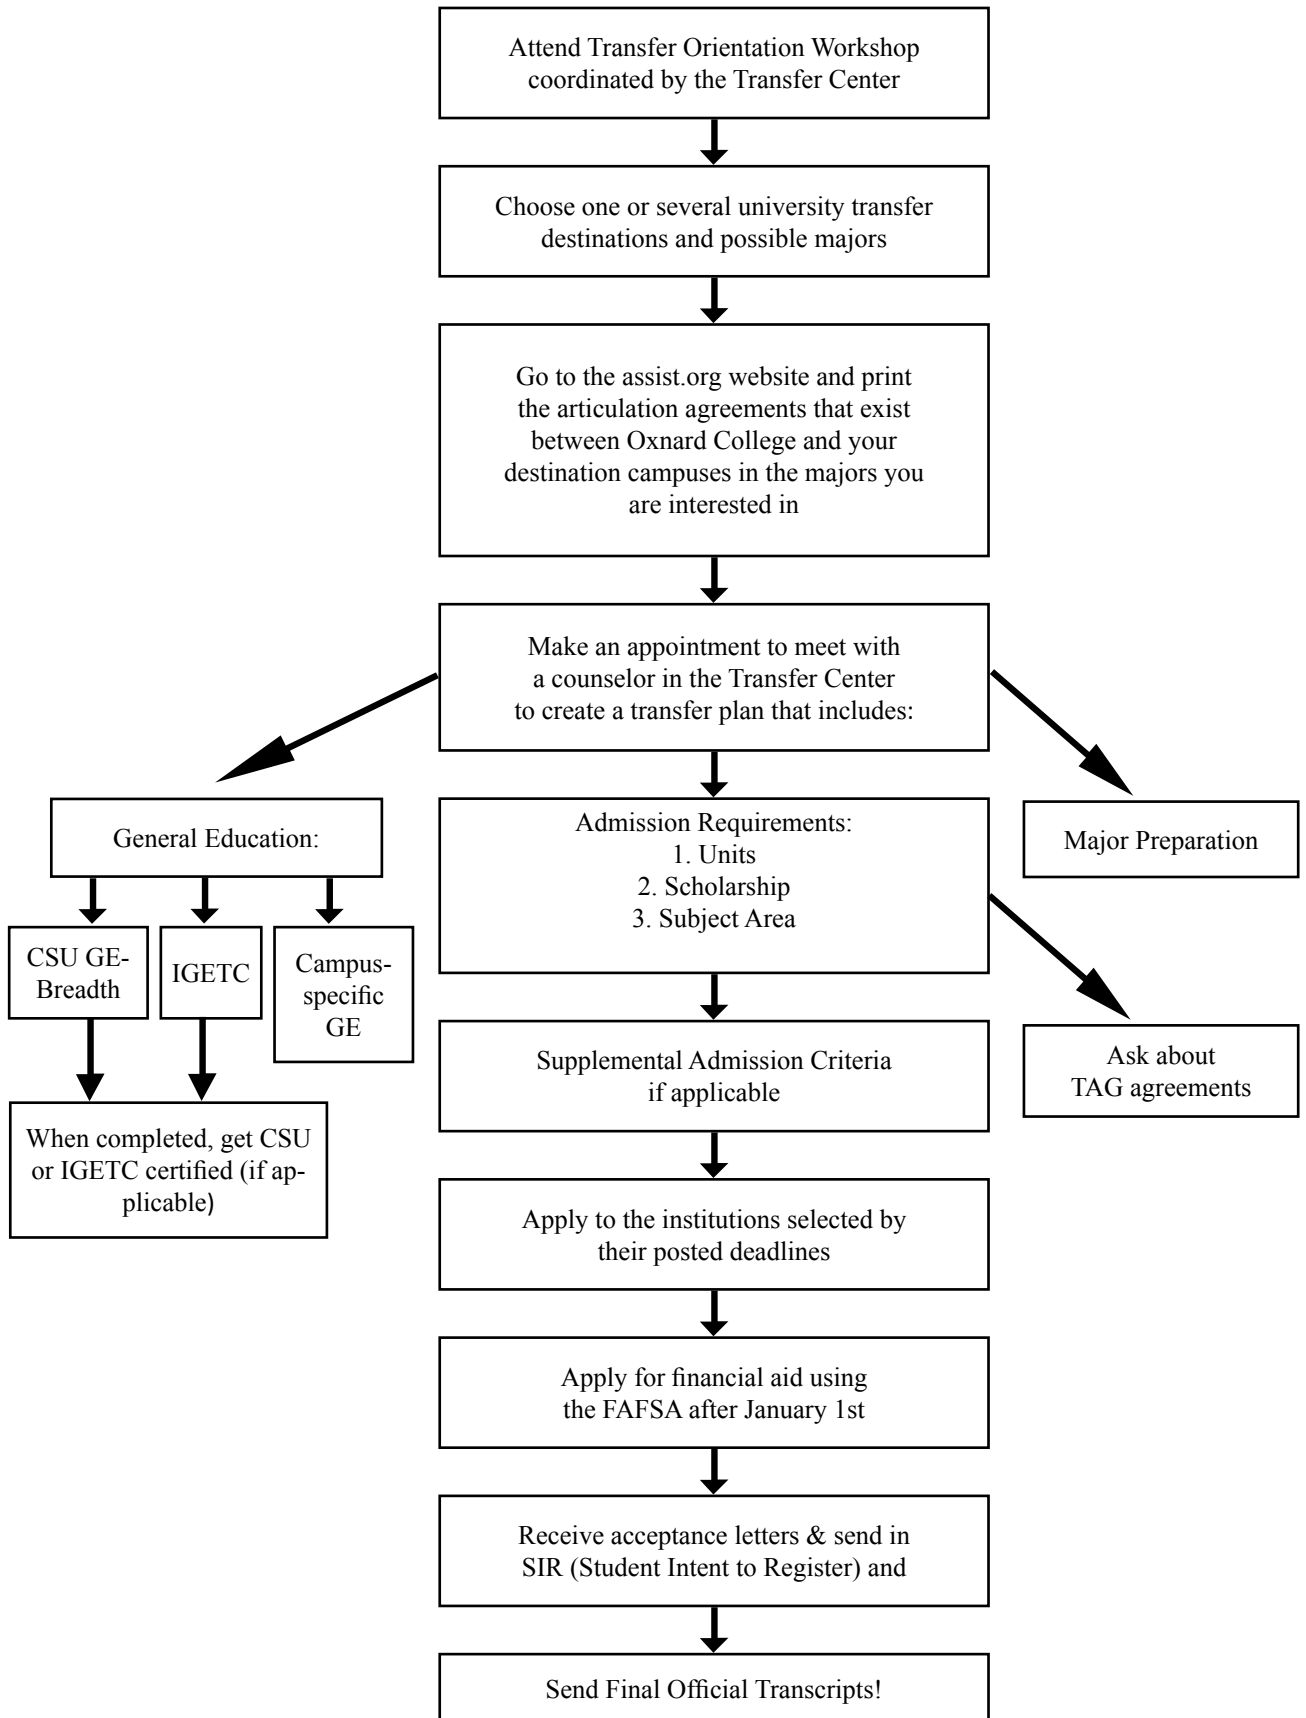 Attend Transfer Orientation Workshop
coordinated by the Transfer Center
Choose one or several university transfer
destinations and possible majors
Go to the assist.org website and print
the articulation agreements that exist
between Oxnard College and your
destination campuses in the majors you
are interested in
Make an appointment to meet with
a counselor in the Transfer Center
to create a transfer plan that includes:
General Education:
CSU GE-
Breadth
IGETC
Campus-
specific
GE
When completed, get CSU
or IGETC certified (if ap-
plicable)
Admission Requirements:
1. Units
2. Scholarship
3. Subject Area
Major Preparation
Ask about
TAG agreements
Supplemental Admission Criteria
if applicable
Apply to the institutions selected by
their posted deadlines
Apply for financial aid using
the FAFSA after January 1st
Receive acceptance letters & send in
SIR (Student Intent to Register) and
Send Final Official Transcripts!